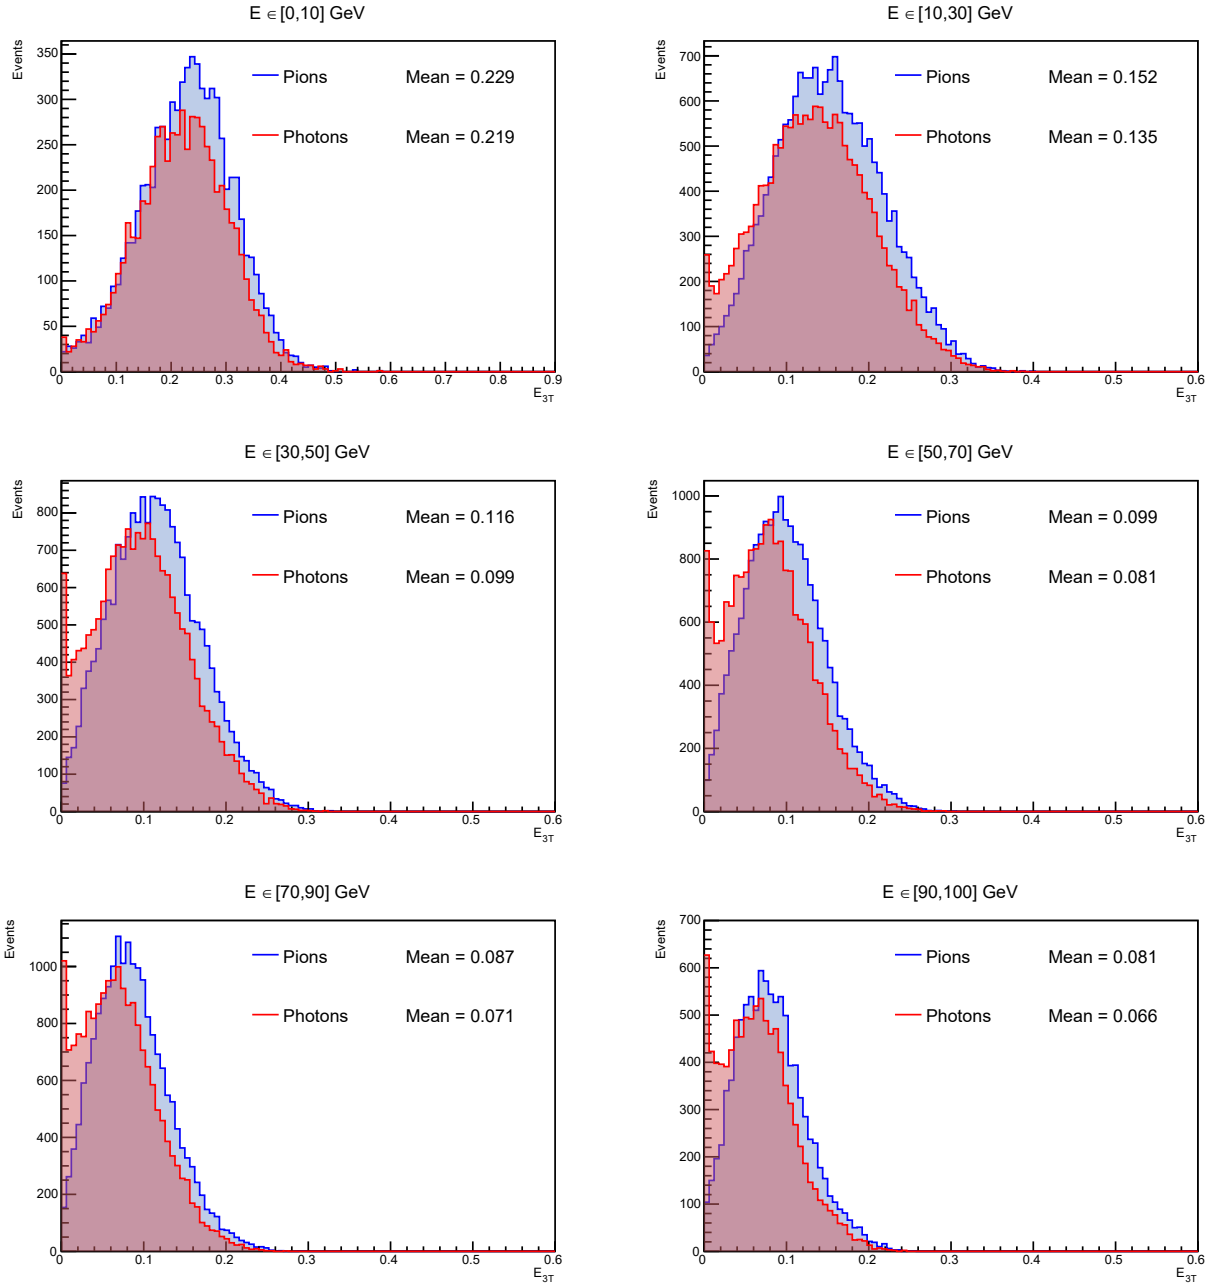 E ∈ [0,10] GeV
Events
350
300
250
200
150
100
50
0
Pions Mean = 0.229
Photons Mean = 0.219
0 0.1 0.2 0.3 0.4 0.5 0.6 0.7 0.8 0.9
E3T
E ∈ [10,30] GeV
Events
700
600
500
400
300
200
100
0
Pions Mean = 0.152
Photons Mean = 0.135
0 0.1 0.2 0.3 0.4 0.5 0.6
E3T
E ∈ [30,50] GeV
Events
800
700
600
500
400
300
200
100
0
Pions Mean = 0.116
Photons Mean = 0.099
0 0.1 0.2 0.3 0.4 0.5 0.6
E3T
E ∈ [50,70] GeV
Events
1000
800
600
400
200
0
Pions Mean = 0.099
Photons Mean = 0.081
0 0.1 0.2 0.3 0.4 0.5 0.6
E3T
E ∈ [70,90] GeV
Events
1000
800
600
400
200
0
Pions Mean = 0.087
Photons Mean = 0.071
0 0.1 0.2 0.3 0.4 0.5 0.6
E3T
E ∈ [90,100] GeV
Events
700
600
500
400
300
200
100
0
Pions Mean = 0.081
Photons Mean = 0.066
0 0.1 0.2 0.3 0.4 0.5 0.6
E3T